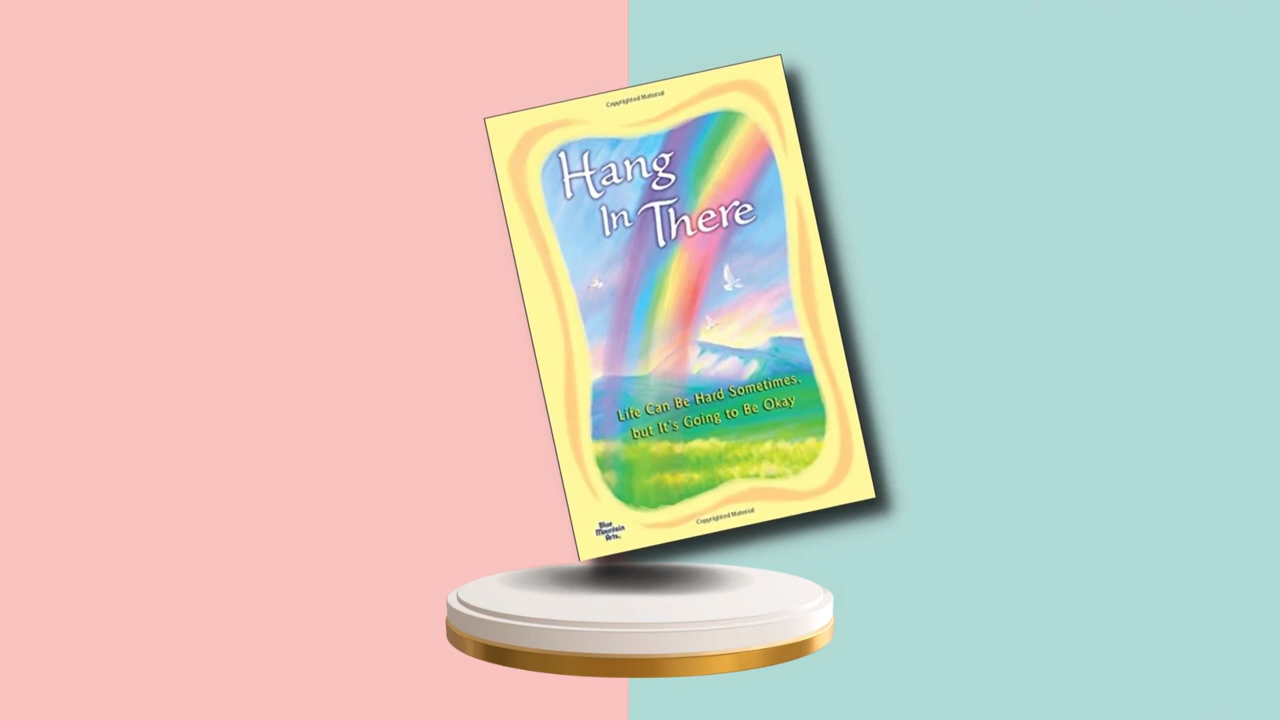 Copyrighted Material
Hang
In There
Life Can Be Hard Sometimes,
but It's Going to Be Okay
Blue
Mountain
Arts
Copyrighted Material